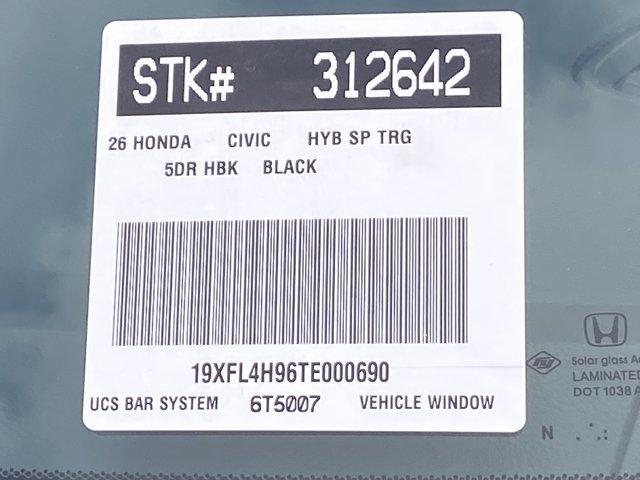 STK# 312642
26 HONDA CIVIC HYB SP TRG
5DR HBK BLACK
19XFL4H96TE000690
UCS BAR SYSTEM 6T5007 VEHICLE WINDOW
Solar glass
LAMINATED
DOT 1038
N